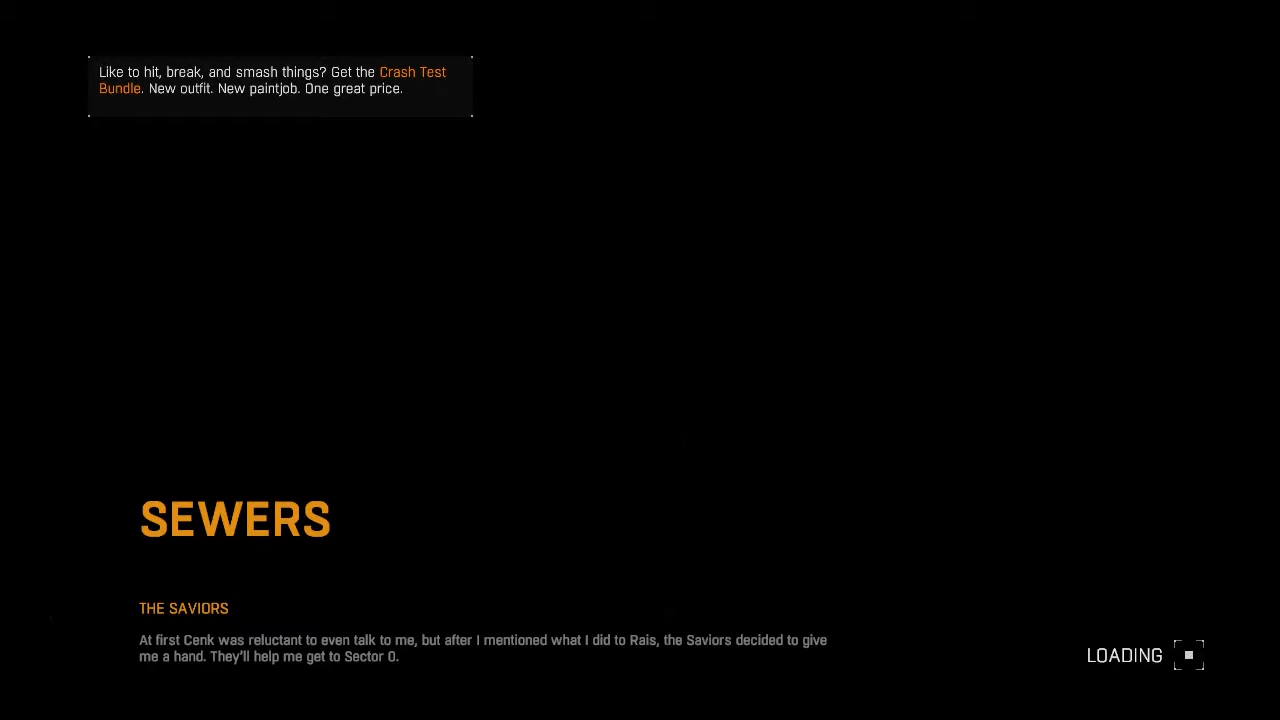 Like to hit, break, and smash things? Get the Crash Test
Bundle. New outfit. New paintjob. One great price.
SEWERS
THE SAVIORS
At first Cenk was reluctant to even talk to me, but after I mentioned what I did to Rais, the Saviors decided to give
me a hand. They'll help me get to Sector 0.
LOADING